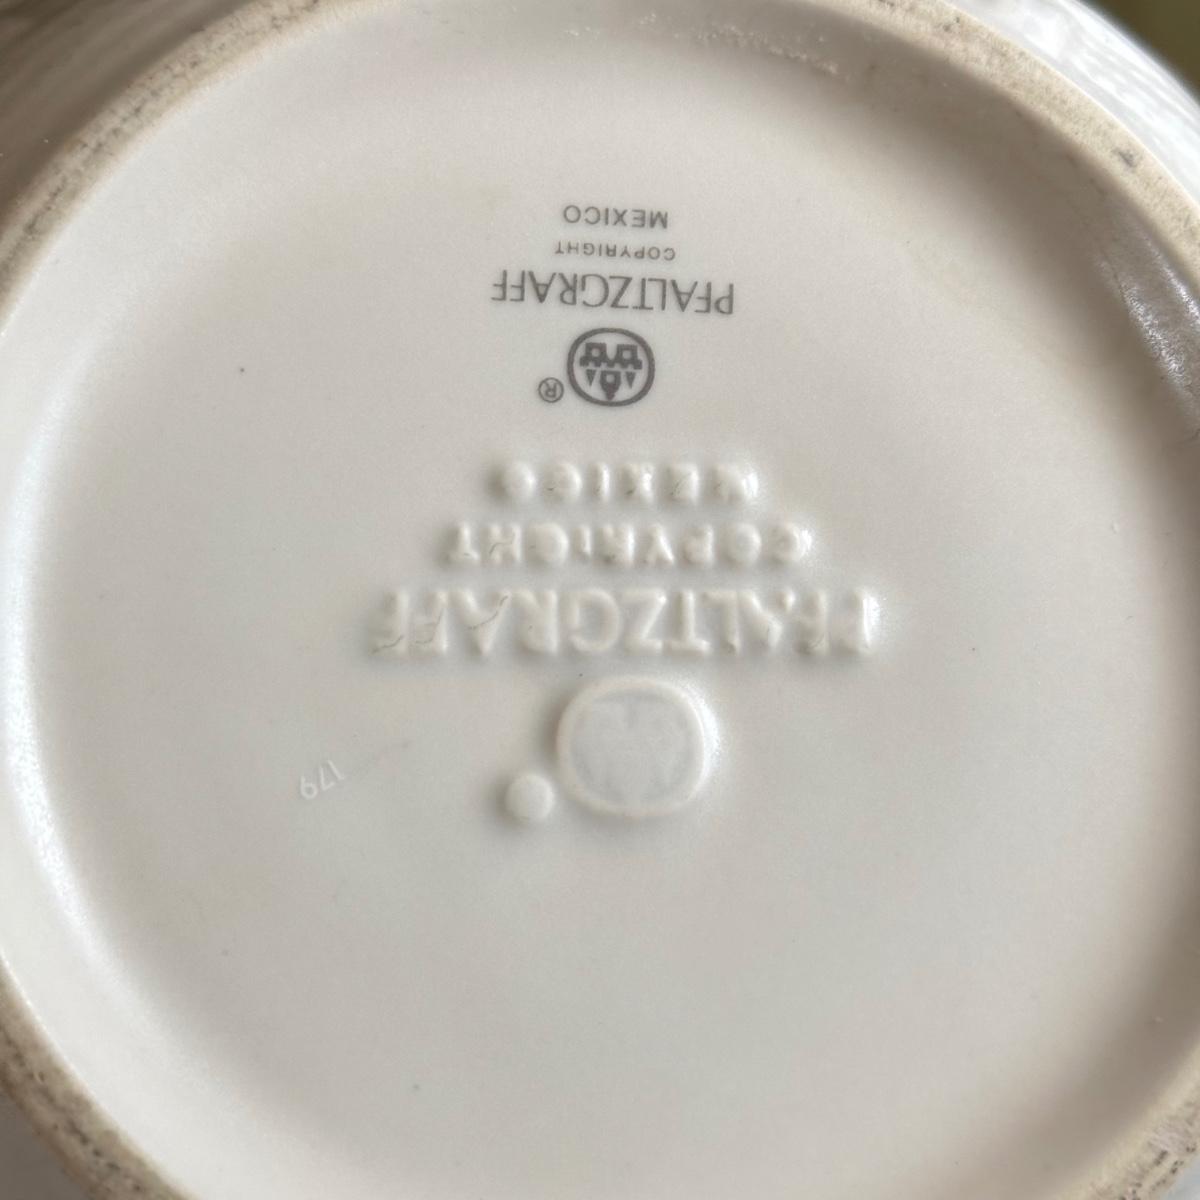 179
PFALTZGRAFF
COPYRIGHT
MEXICO
®
PFALTZGRAFF
COPYRIGHT
MEXICO